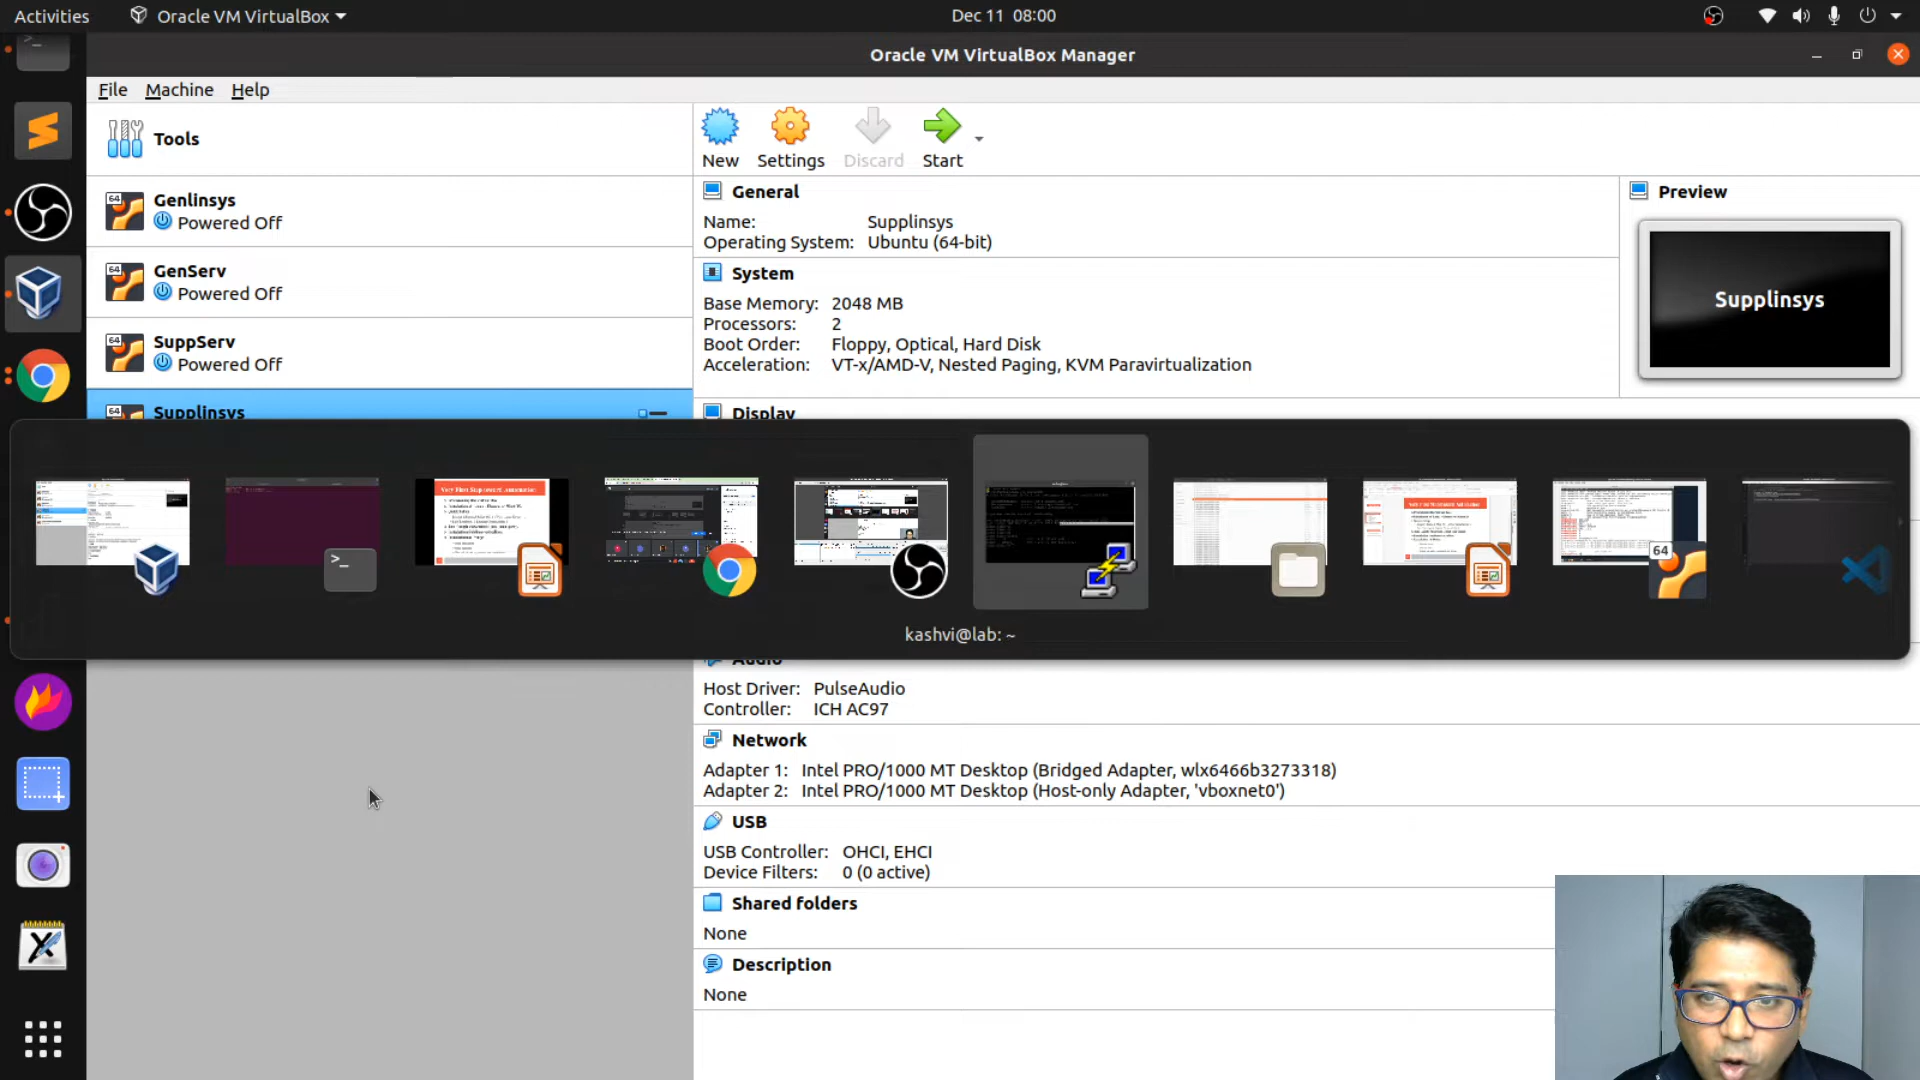 Activities
Oracle VM VirtualBox
Dec 11 08:00
Oracle VM VirtualBox Manager
File Machine Help
Tools
New
Settings
Discard
Start
Genlinsys
Powered Off
GenServ
Powered Off
SuppServ
Powered Off
Supplinsys
General
Name: Supplinsys
Operating System: Ubuntu (64-bit)
System
Base Memory: 2048 MB
Processors: 2
Boot Order: Floppy, Optical, Hard Disk
Acceleration: VT-x/AMD-V, Nested Paging, KVM Paravirtualization
Preview
Supplinsys
Display
64
kashvi@lab: ~
Audio
Host Driver: PulseAudio
Controller: ICH AC97
Network
Adapter 1: Intel PRO/1000 MT Desktop (Bridged Adapter, wlx6466b3273318)
Adapter 2: Intel PRO/1000 MT Desktop (Host-only Adapter, 'vboxnet0')
USB
USB Controller: OHCI, EHCI
Device Filters: 0 (0 active)
Shared folders
None
Description
None